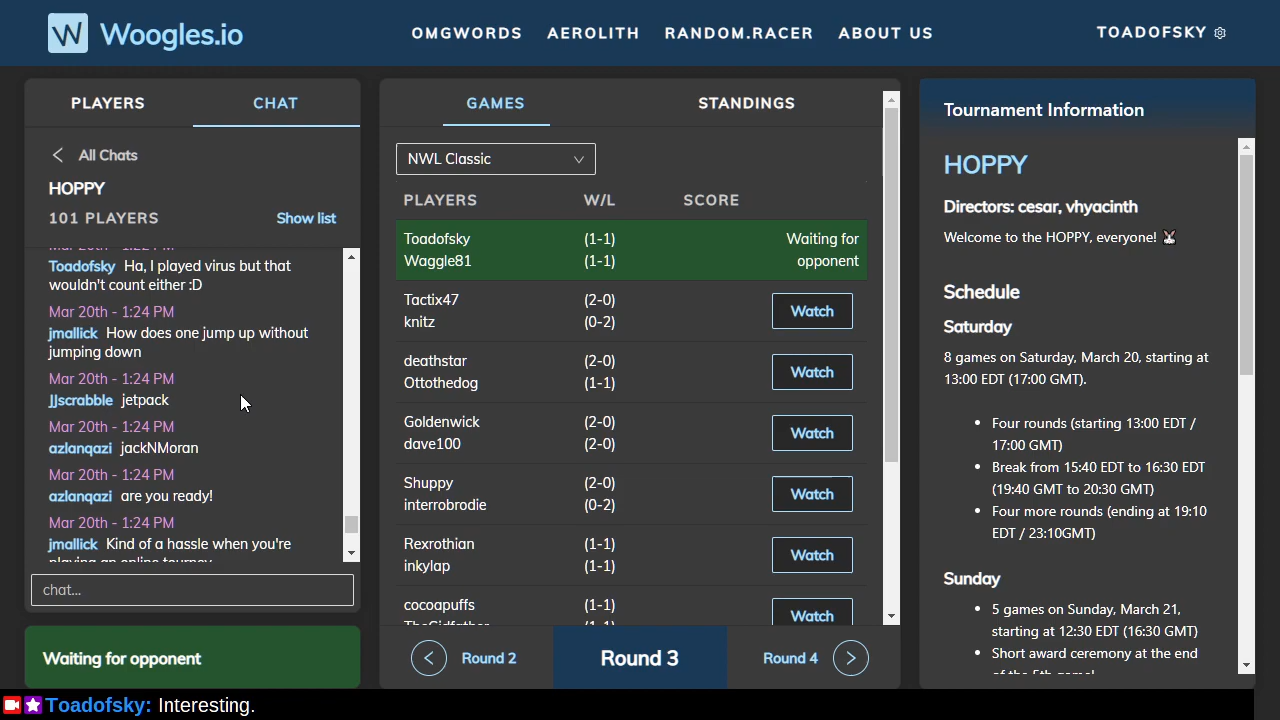 W Woogles.io
OMGWORDS AEROLITH RANDOM.RACER ABOUT US
TOADOFSKY
PLAYERS CHAT
All Chats
HOPPY
101 PLAYERS Show list
Toadofsky Ha, I played virus but that
wouldn't count either :D
Mar 20th - 1:24 PM
jmallick How does one jump up without
jumping down
Mar 20th - 1:24 PM
JJscrabble jetpack
Mar 20th - 1:24 PM
azlanqazi jackNMoran
Mar 20th - 1:24 PM
azlanqazi are you ready!
Mar 20th - 1:24 PM
jmallick Kind of a hassle when you're
playing an online tourney
chat...
Waiting for opponent
GAMES STANDINGS
NWL Classic
PLAYERS W/L SCORE
Toadofsky (1-1) Waiting for
Waggle81 (1-1) opponent
Tactix47 (2-0)
knitz (0-2)
Watch
deathstar (2-0)
Ottothedog (1-1)
Watch
Goldenwick (2-0)
dave100 (2-0)
Watch
Shuppy (2-0)
interrobrodie (0-2)
Watch
Rexrothian (1-1)
inkylap (1-1)
Watch
cocoapuffs (1-1)
TheGidfather (1-1)
Watch
Round 2 Round 3 Round 4
Tournament Information
HOPPY
Directors: cesar, vhyacinth
Welcome to the HOPPY, everyone!
Schedule
Saturday
8 games on Saturday, March 20, starting at
13:00 EDT (17:00 GMT).
• Four rounds (starting 13:00 EDT /
17:00 GMT)
• Break from 15:40 EDT to 16:30 EDT
(19:40 GMT to 20:30 GMT)
• Four more rounds (ending at 19:10
EDT / 23:10GMT)
Sunday
• 5 games on Sunday, March 21,
starting at 12:30 EDT (16:30 GMT)
• Short award ceremony at the end
of the 5th game!
Toadofsky: Interesting.